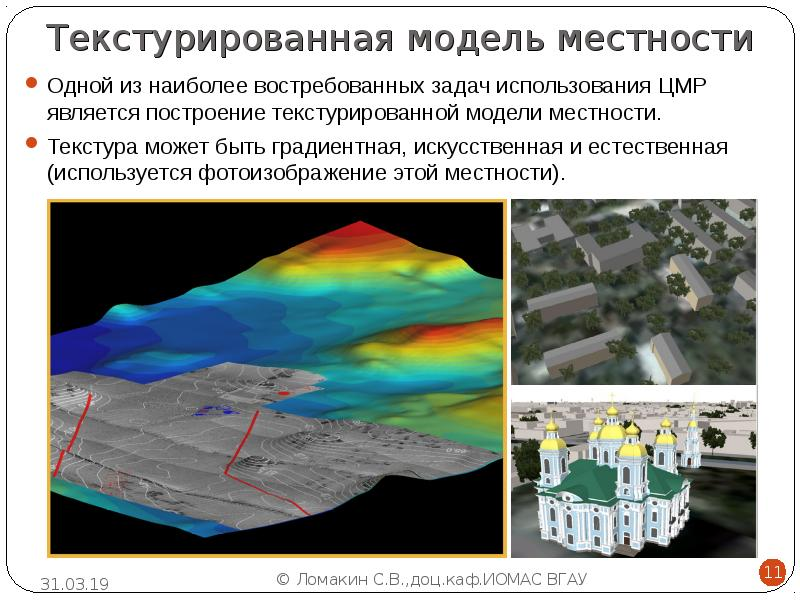 Текстурированная модель местности
Одной из наиболее востребованных задач использования ЦМР
является построение текстурированной модели местности.
Текстура может быть градиентная, искусственная и естественная
(используется фотоизображение этой местности).
31.03.19
© Ломакин С.В.,доц.каф.ИОМАС ВГАУ
11